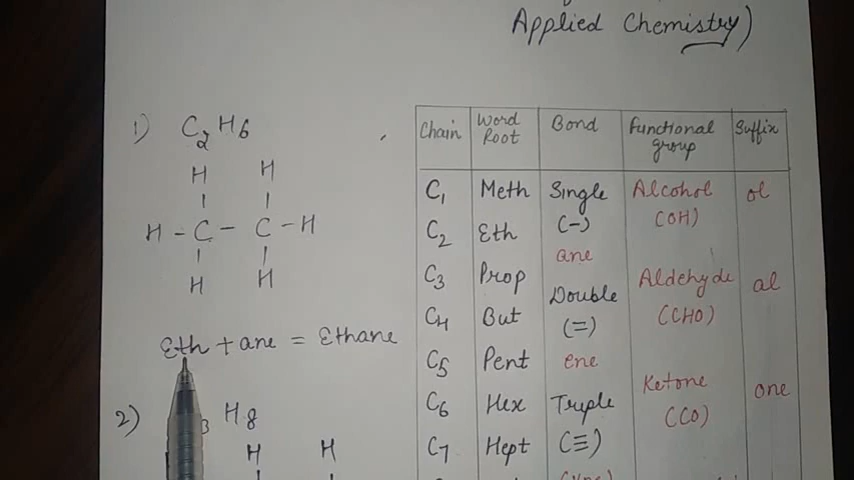 Applied Chemistry)
1) C2H6
H H
H - C - C - H
H H
Eth + ane = Ethane
2) 3 H8
H H
Chain Word Root Bond Functional group Suffix
C1 Meth Single (-) ane Alcohol (OH) ol
C2 Eth
C3 Prop Double (=) ene Aldehyde (CHO) al
C4 But
C5 Pent
C6 Hex Triple (≡) Ketone (CO) one
C7 Hept